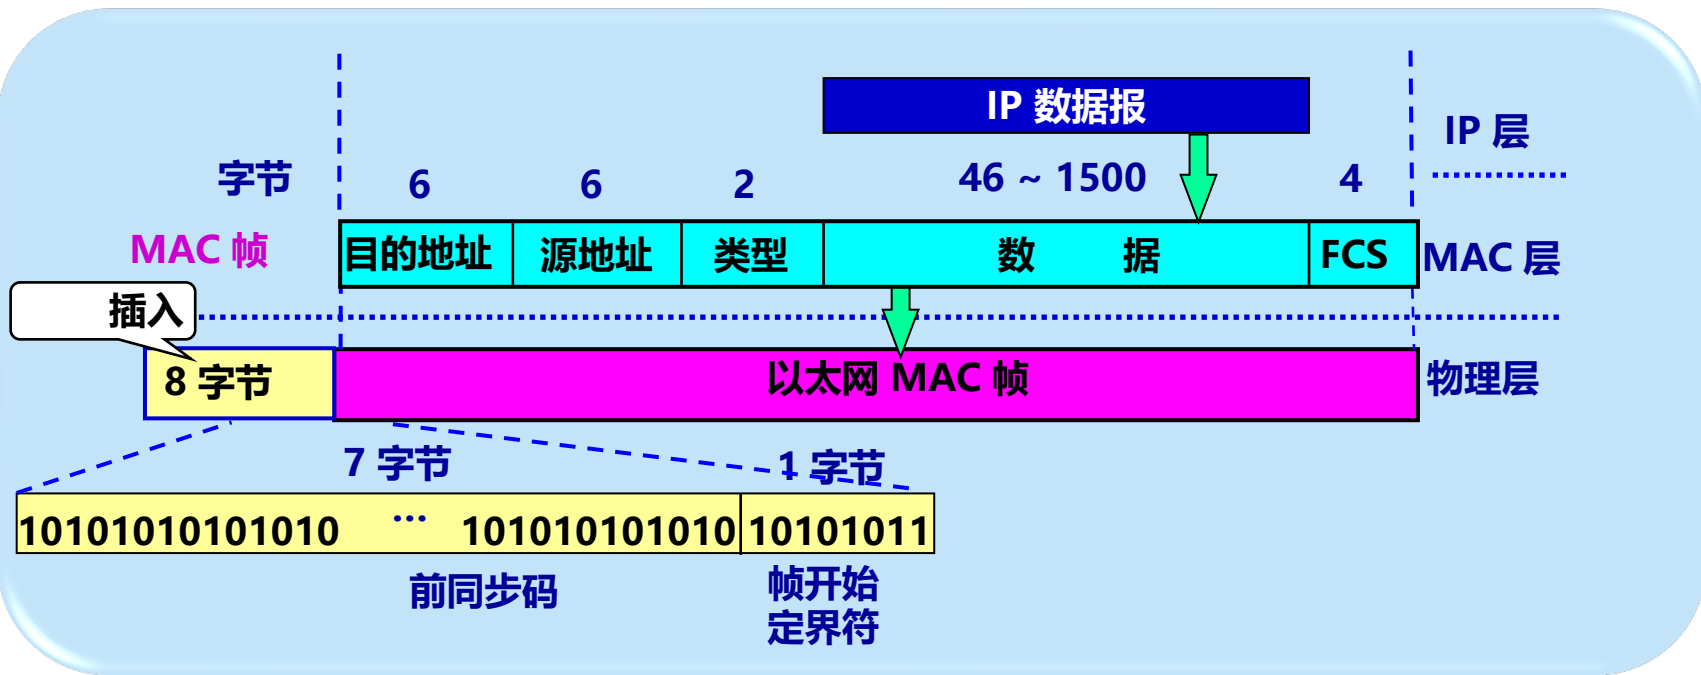 IP 数据报
IP 层
字节
6
6
2
46 ~ 1500
4
MAC 帧
目的地址
源地址
类型
数 据
FCS
MAC 层
插入
8 字节
以太网 MAC 帧
物理层
7 字节
1 字节
10101010101010 ... 101010101010
10101011
前同步码
帧开始
定界符